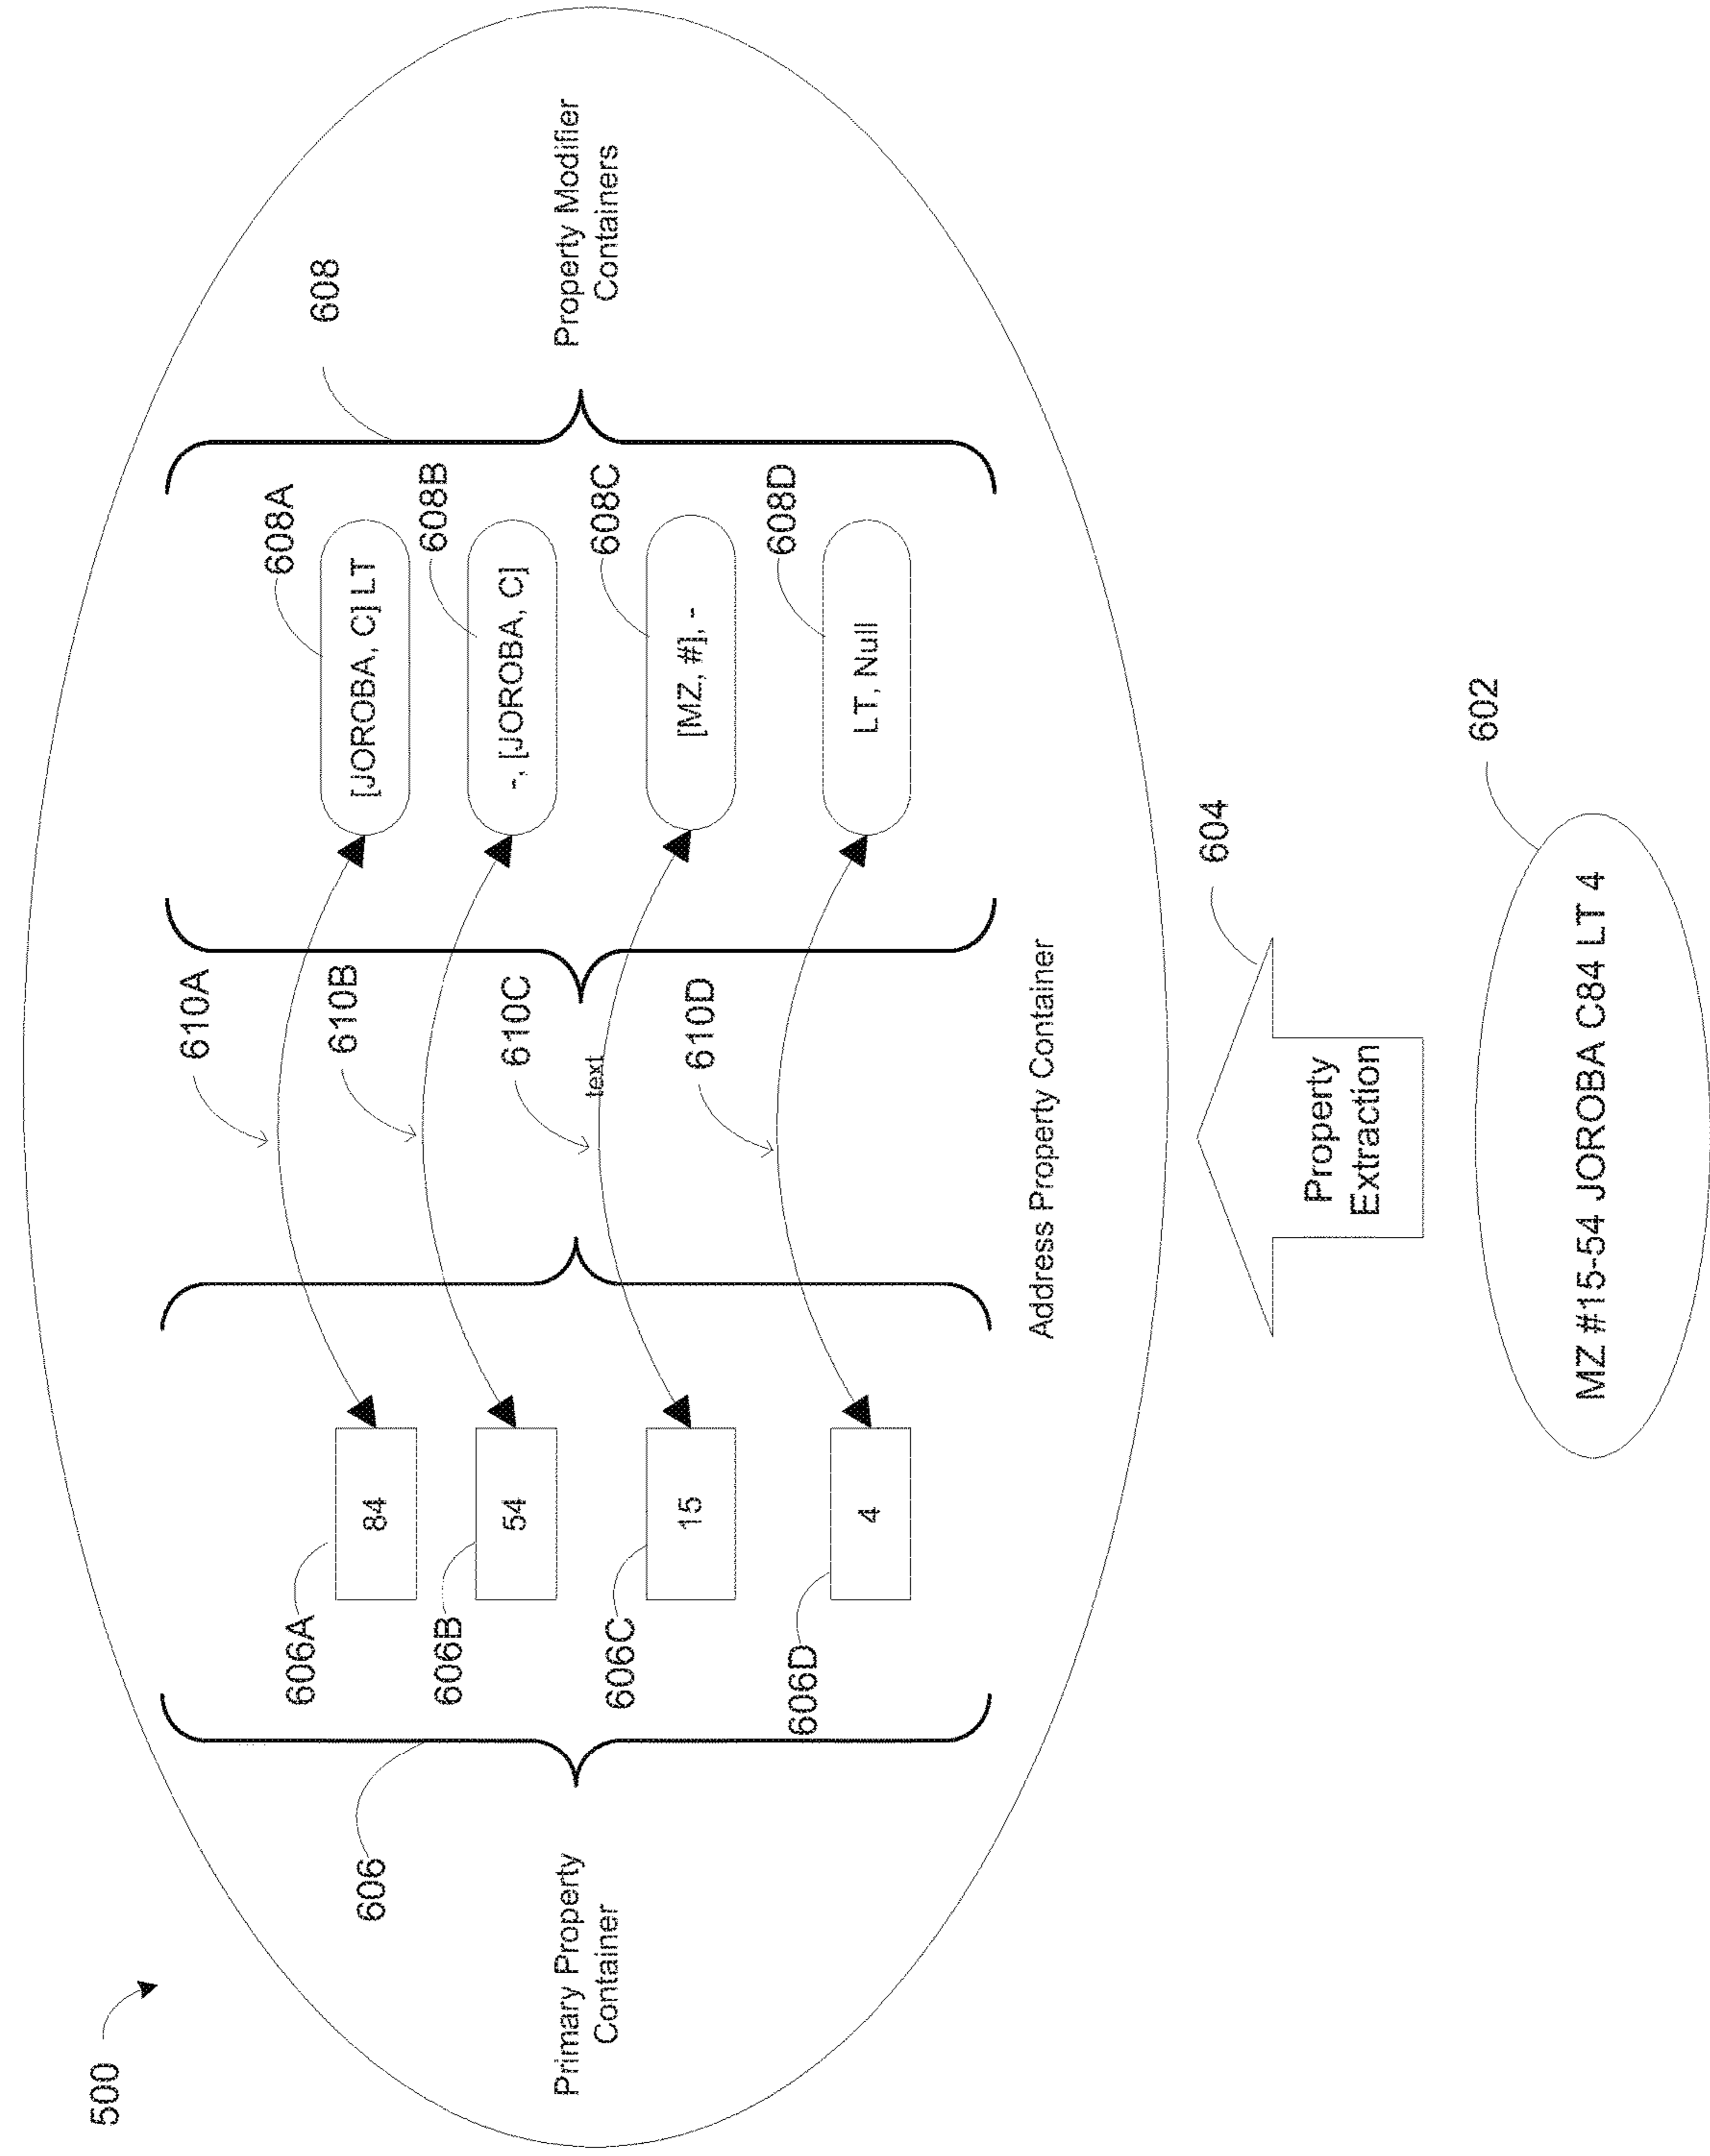 500
Primary Property
Container
606
606A
84
606B
54
606C
15
606D
4
610A
610B
610C
text
610D
Address Property Container
608A
[JOROBA, C] LT
608B
-, [JOROBA, C]
608C
[MZ, #], -
608D
LT, Null
608
Property Modifier
Containers
604
Property
Extraction
602
MZ #15-54 JOROBA C84 LT 4